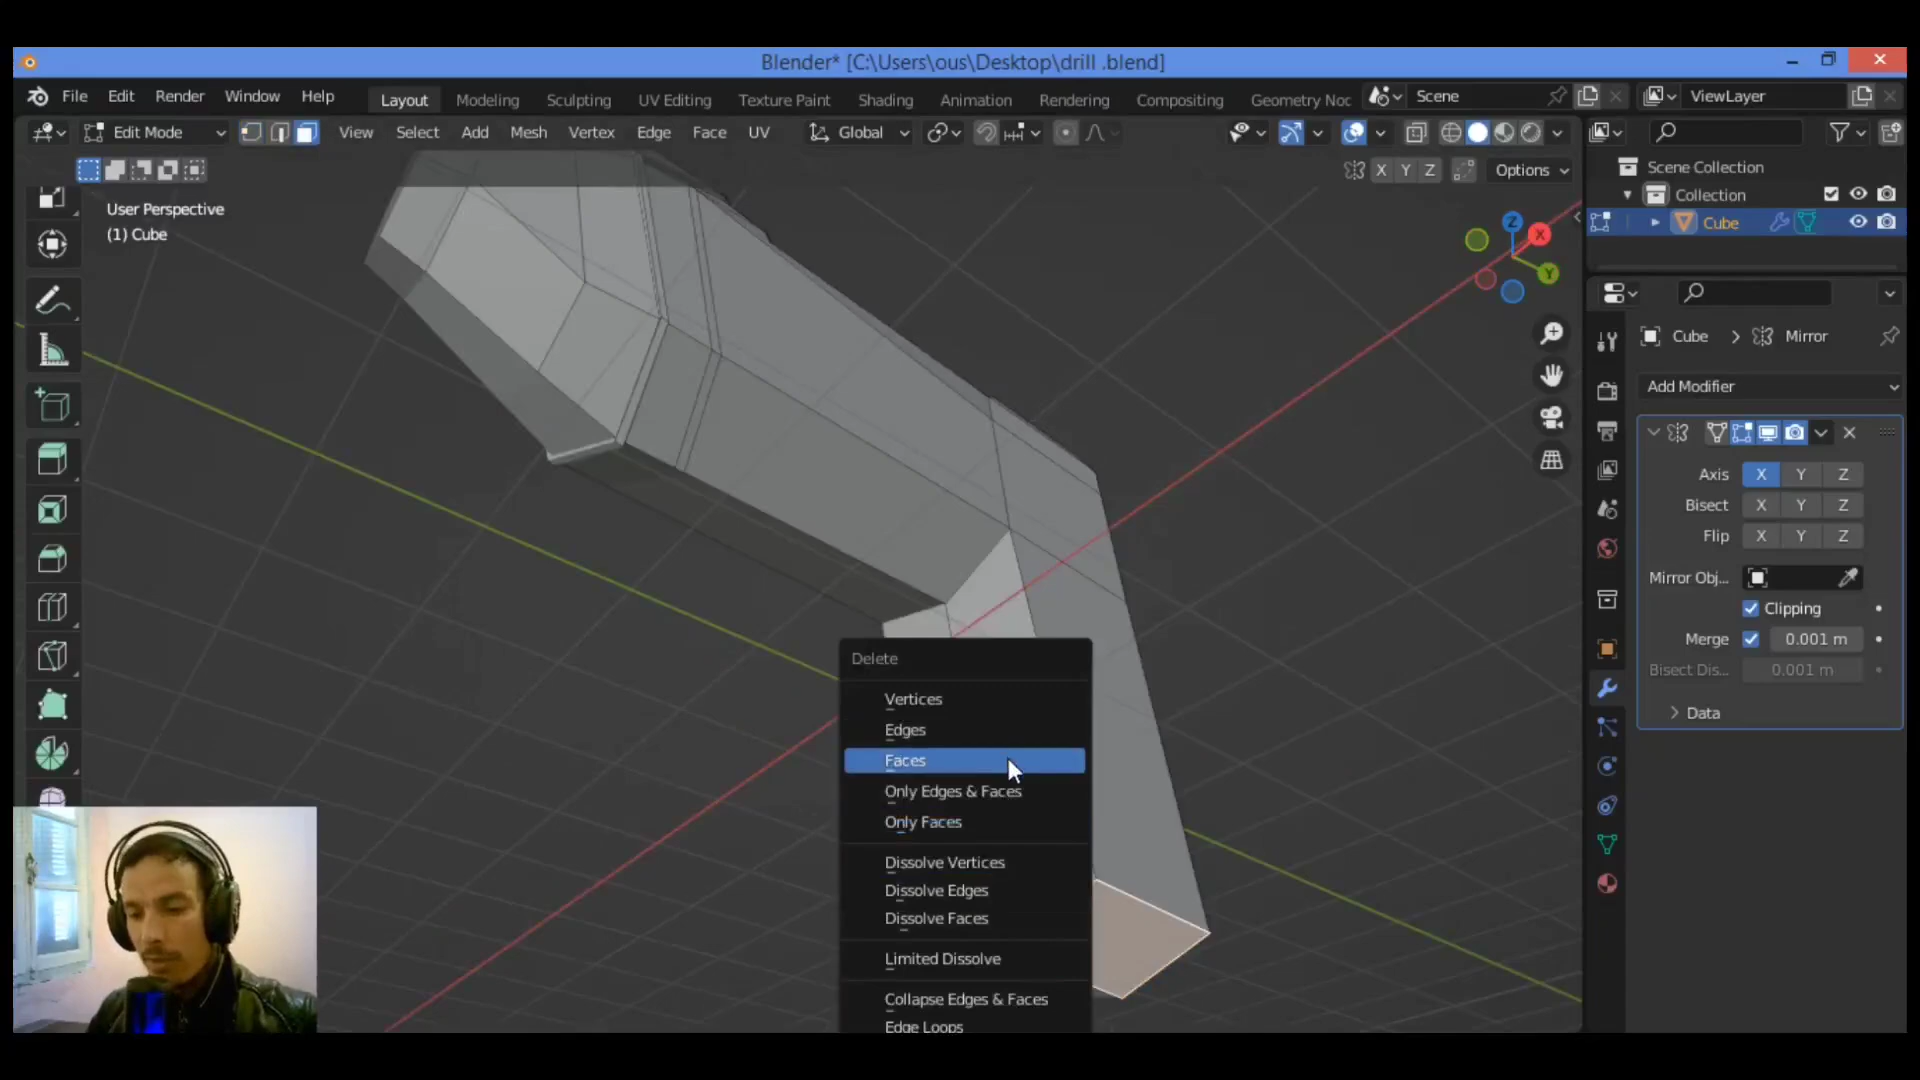 Blender* [C:\Users\ous\Desktop\drill .blend]
File Edit Render Window Help Layout Modeling Sculpting UV Editing Texture Paint Shading Animation Rendering Compositing Geometry Noc Scene ViewLayer
Edit Mode View Select Add Mesh Vertex Edge Face UV Global
X Y Z Options
User Perspective
(1) Cube
Z X Y
Scene Collection
Collection
Cube
Cube > Mirror
Add Modifier
Axis X Y Z
Bisect X Y Z
Flip X Y Z
Mirror Obj...
Clipping
Merge 0.001 m
Bisect Dis... 0.001 m
Data
Delete
Vertices
Edges
Faces
Only Edges & Faces
Only Faces
Dissolve Vertices
Dissolve Edges
Dissolve Faces
Limited Dissolve
Collapse Edges & Faces
Edge Loops